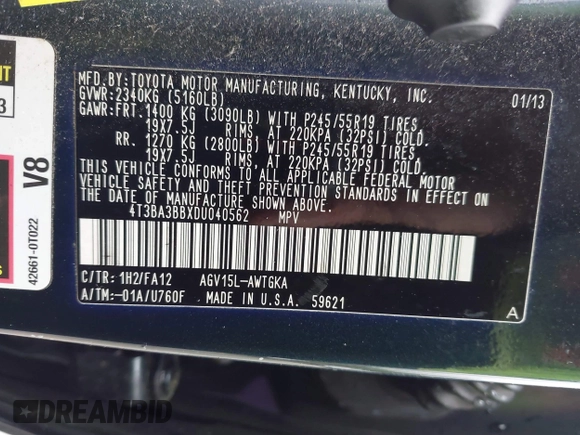 MFD.BY:TOYOTA MOTOR MANUFACTURING, KENTUCKY, INC.
GVWR:2340KG (5160LB) 01/13
GAWR:FRT.1400 KG (3090LB) WITH P245/55R19 TIRES,
19X7.5J RIMS, AT 220KPA (32PSI) COLD.
RR. 1270 KG (2800LB) WITH P245/55R19 TIRES,
19X7.5J RIMS, AT 220KPA (32PSI) COLD.
THIS VEHICLE CONFORMS TO ALL APPLICABLE FEDERAL MOTOR
VEHICLE SAFETY AND THEFT PREVENTION STANDARDS IN EFFECT ON
THE DATE OF MANUFACTURE SHOWN ABOVE.
4T3BA3BBXDU040562 MPV
C/TR: 1H2/FA12 AGV15L-AWTGKA
A/TM:-01A/U760F MADE IN U.S.A. 59621
A
3
V8
42661-0T022
DREAMBID